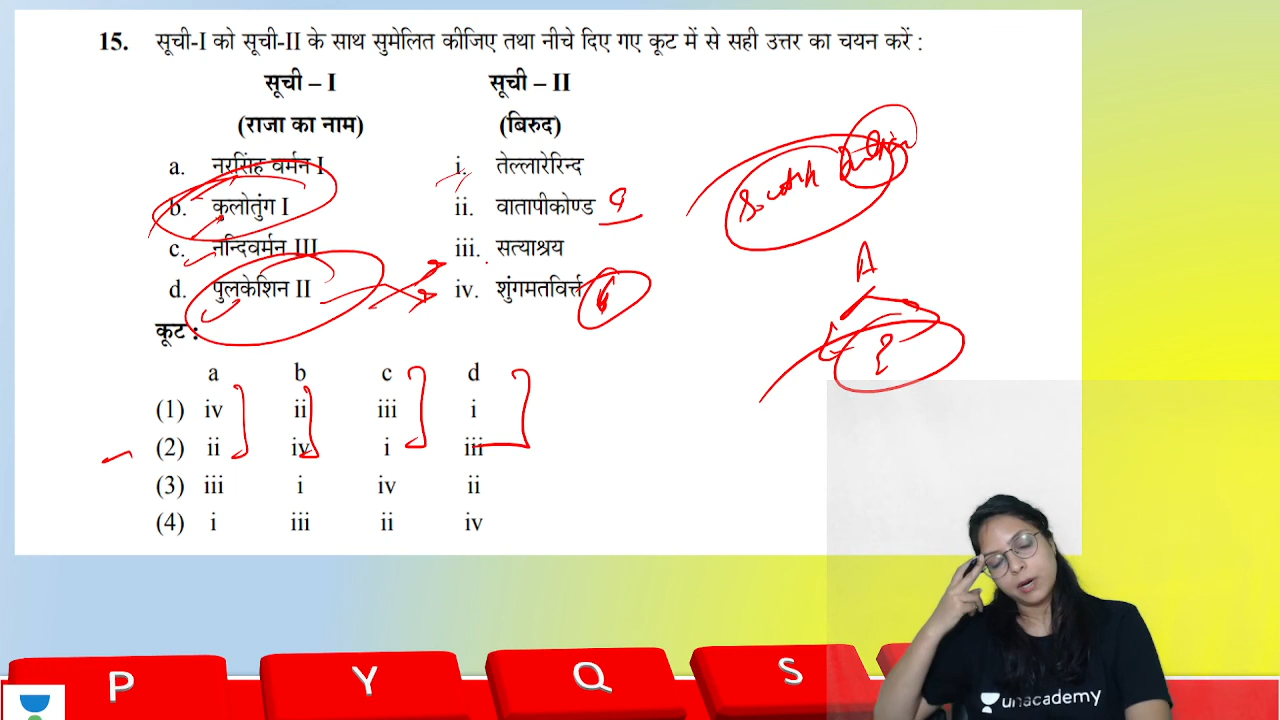 15. सूची-I को सूची-II के साथ सुमेलित कीजिए तथा नीचे दिए गए कूट में से सही उत्तर का चयन करें :
सूची – I सूची – II
(राजा का नाम) (बिरुद)
a. नरसिंह वर्मन I i. तेल्लारेरिन्द
b. कलोतुंग I ii. वातापीकोण्ड a
c. नन्दिवर्मन III iii. सत्याश्रय
d. पुलकेशिन II iv. शुंगमतविर्त्त
कूट :
a b c d
(1) iv ii iii i
(2) ii iv i iii
(3) iii i iv ii
(4) i iii ii iv
South
A
P Y Q S
unacademy